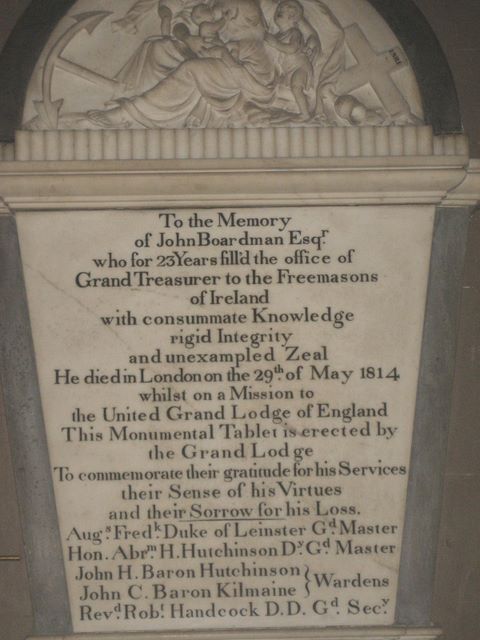 To the Memory
of John Boardman Esqr.
who for 23 Years fill'd the office of
Grand Treasurer to the Freemasons
of Ireland
with consummate Knowledge
rigid Integrity
and unexampled Zeal
He died in London on the 29th of May 1814
whilst on a Mission to
the United Grand Lodge of England
This Monumental Tablet is erected by
the Grand Lodge
To commemorate their gratitude for his Services
their Sense of his Virtues
and their Sorrow for his Loss.
Augs. Fredk. Duke of Leinster Gd. Master
Hon. Abrm. H. Hutchinson Dy. Gd. Master
John H. Baron Hutchinson
John C. Baron Kilmaine } Wardens
Revd. Robt. Handcock D.D. Gd. Secy.